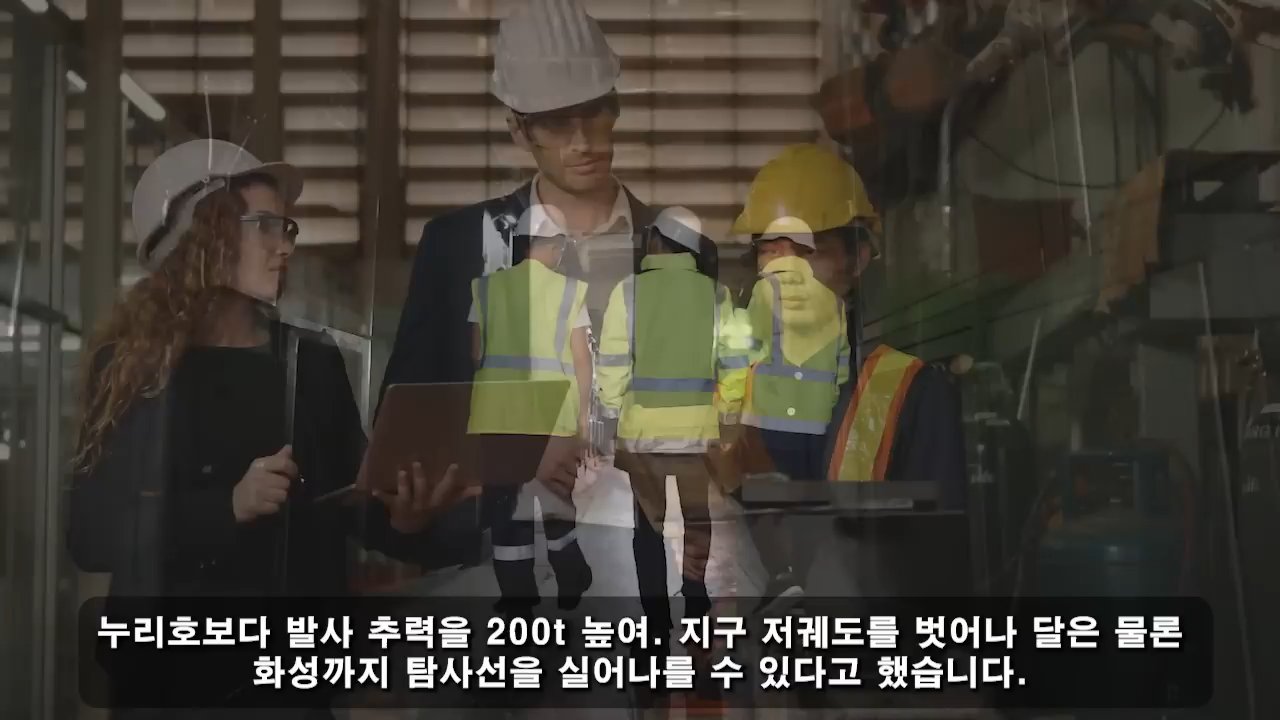 누리호보다 발사 추력을 200t 높여. 지구 저궤도를 벗어나 달은 물론
화성까지 탐사선을 실어나를 수 있다고 했습니다.